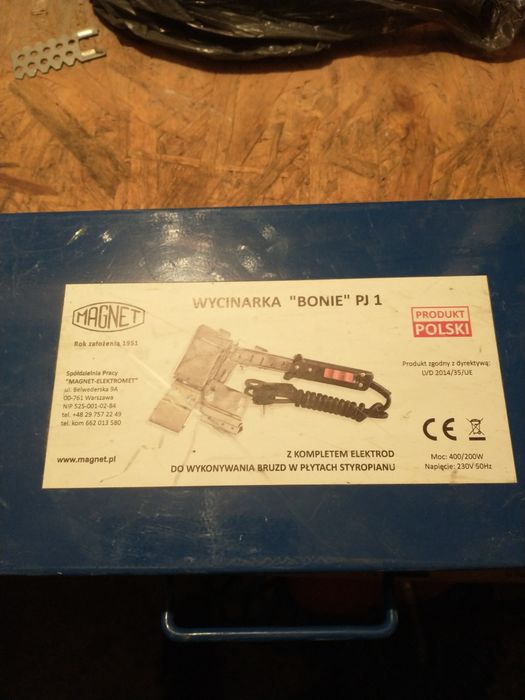 WYCINARKA "BONIE" PJ 1
MAGNET
Rok założenia 1951
Spółdzielnia Pracy
"MAGNET-ELEKTROMET"
ul. Belwederska 9A
00-761 Warszawa
NIP 525-001-02-84
tel. +48 29 757 22 49
tel. kom 662 013 580
www.magnet.pl
PRODUKT
POLSKI
Produkt zgodny z dyrektywą:
LVD 2014/35/UE
CE
Moc: 400/200W
Napięcie: 230V 50Hz
Z KOMPLETEM ELEKTROD
DO WYKONYWANIA BRUZD W PŁYTACH STYROPIANU